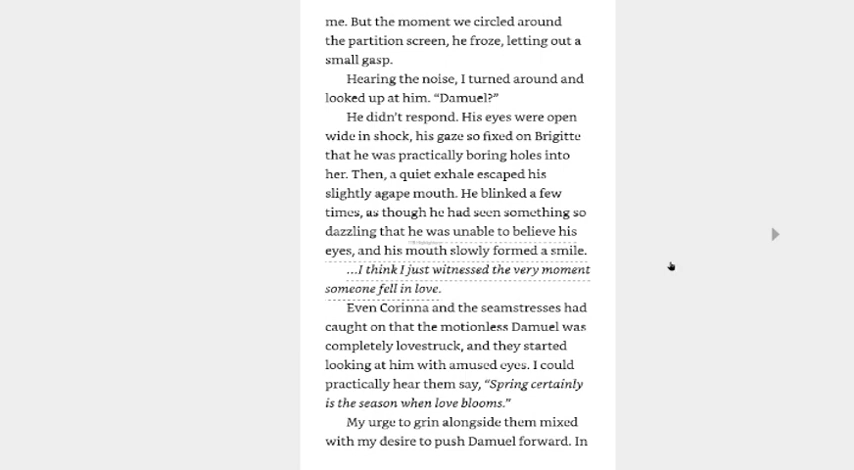 me. But the moment we circled around
the partition screen, he froze, letting out a
small gasp.
Hearing the noise, I turned around and
looked up at him. “Damuel?”
He didn't respond. His eyes were open
wide in shock, his gaze so fixed on Brigitte
that he was practically boring holes into
her. Then, a quiet exhale escaped his
slightly agape mouth. He blinked a few
times, as though he had seen something so
dazzling that he was unable to believe his
eyes, and his mouth slowly formed a smile.
...I think I just witnessed the very moment
someone fell in love.
Even Corinna and the seamstresses had
caught on that the motionless Damuel was
completely lovestruck, and they started
looking at him with amused eyes. I could
practically hear them say, “Spring certainly
is the season when love blooms.”
My urge to grin alongside them mixed
with my desire to push Damuel forward. In